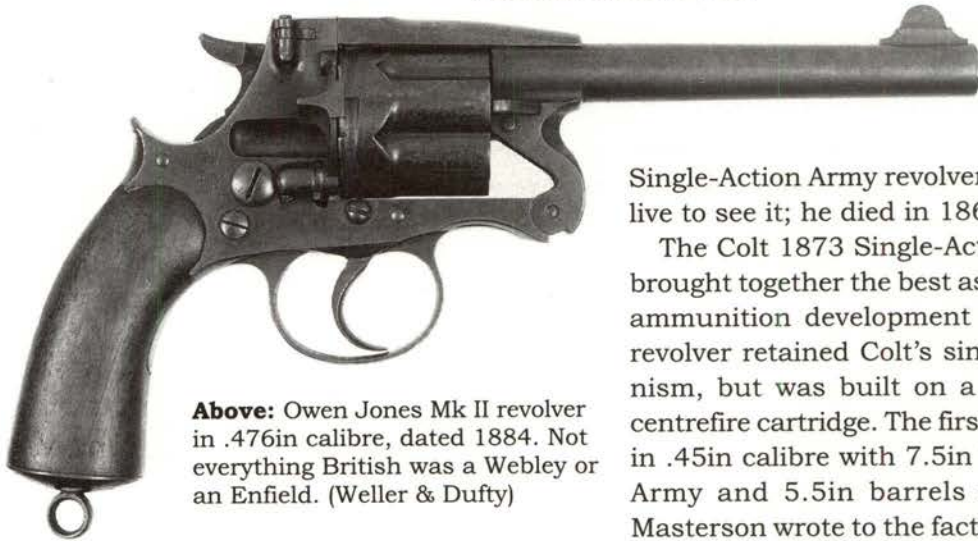 Above: Owen Jones Mk II revolver
in .476in calibre, dated 1884. Not
everything British was a Webley or
an Enfield. (Weller & Dufty)
Single-Action Army revolver
live to see it; he died in 186
The Colt 1873 Single-Ac
brought together the best as
ammunition development
revolver retained Colt's sin
nism, but was built on a
centrefire cartridge. The first
in .45in calibre with 7.5in
Army and 5.5in barrels
Masterson wrote to the fact